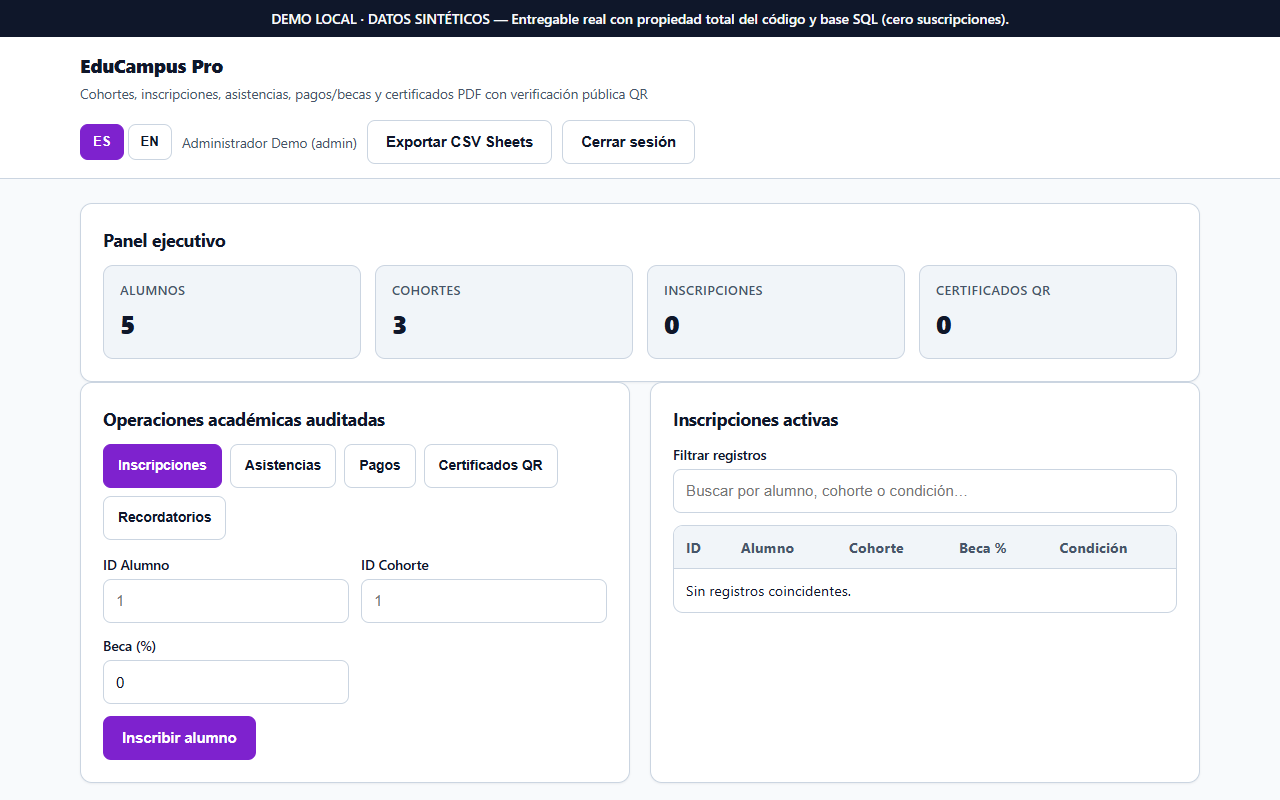 DEMO LOCAL · DATOS SINTÉTICOS — Entregable real con propiedad total del código y base SQL (cero suscripciones).
EduCampus Pro
Cohortes, inscripciones, asistencias, pagos/becas y certificados PDF con verificación pública QR
ES EN Administrador Demo (admin) Exportar CSV Sheets Cerrar sesión
Panel ejecutivo
ALUMNOS
5
COHORTES
3
INSCRIPCIONES
0
CERTIFICADOS QR
0
Operaciones académicas auditadas
Inscripciones Asistencias Pagos Certificados QR
Recordatorios
ID Alumno
1
ID Cohorte
1
Beca (%)
0
Inscribir alumno
Inscripciones activas
Filtrar registros
Buscar por alumno, cohorte o condición…
ID Alumno Cohorte Beca % Condición
Sin registros coincidentes.